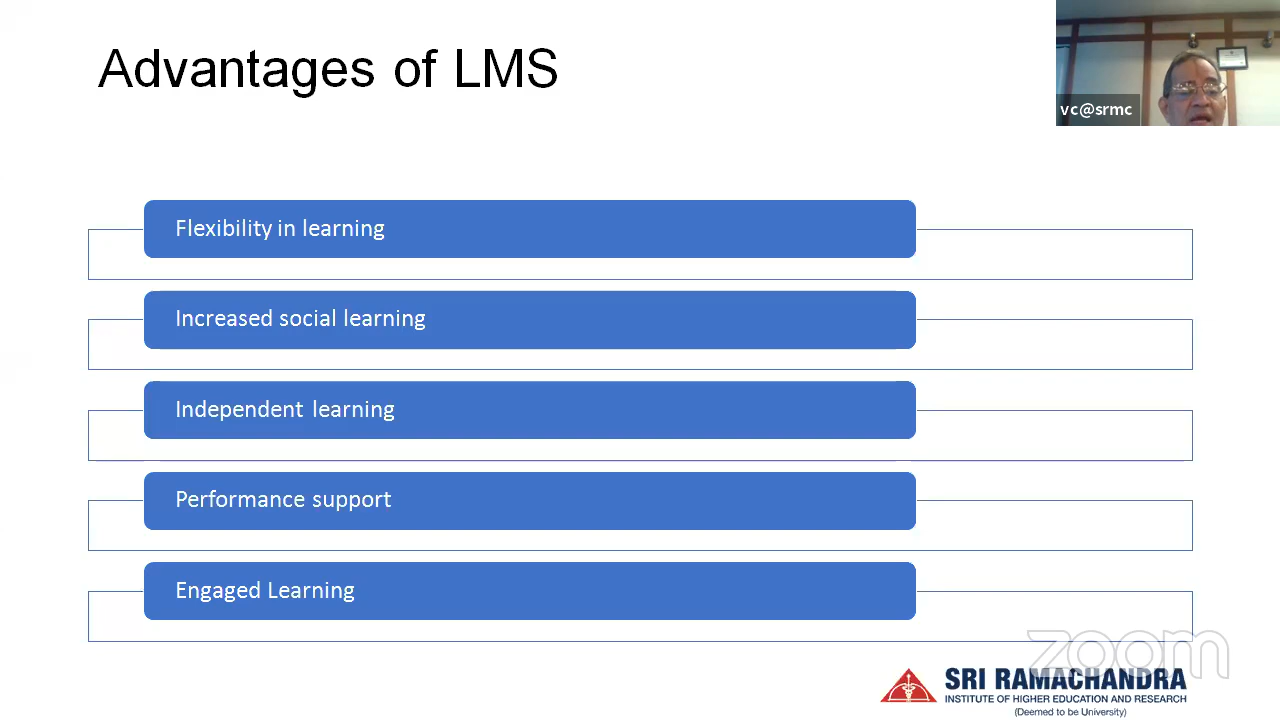 Advantages of LMS
vc@srmc
Flexibility in learning
Increased social learning
Independent learning
Performance support
Engaged Learning
zoom
SRI RAMACHANDRA
INSTITUTE OF HIGHER EDUCATION AND RESEARCH
(Deemed to be University)